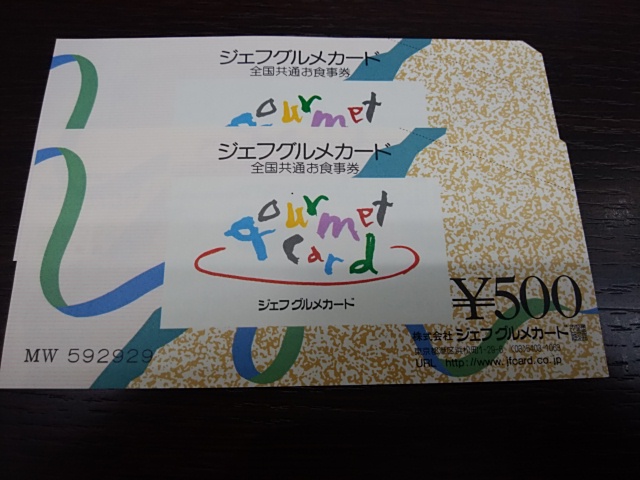 ジェフグルメカード
全国共通お食事券
gourmet
ジェフグルメカード
全国共通お食事券
gourmet
card
ジェフグルメカード
¥500
株式会社 ジェフグルメカード
URL http://www.jfcard.co.jp
MW 592929